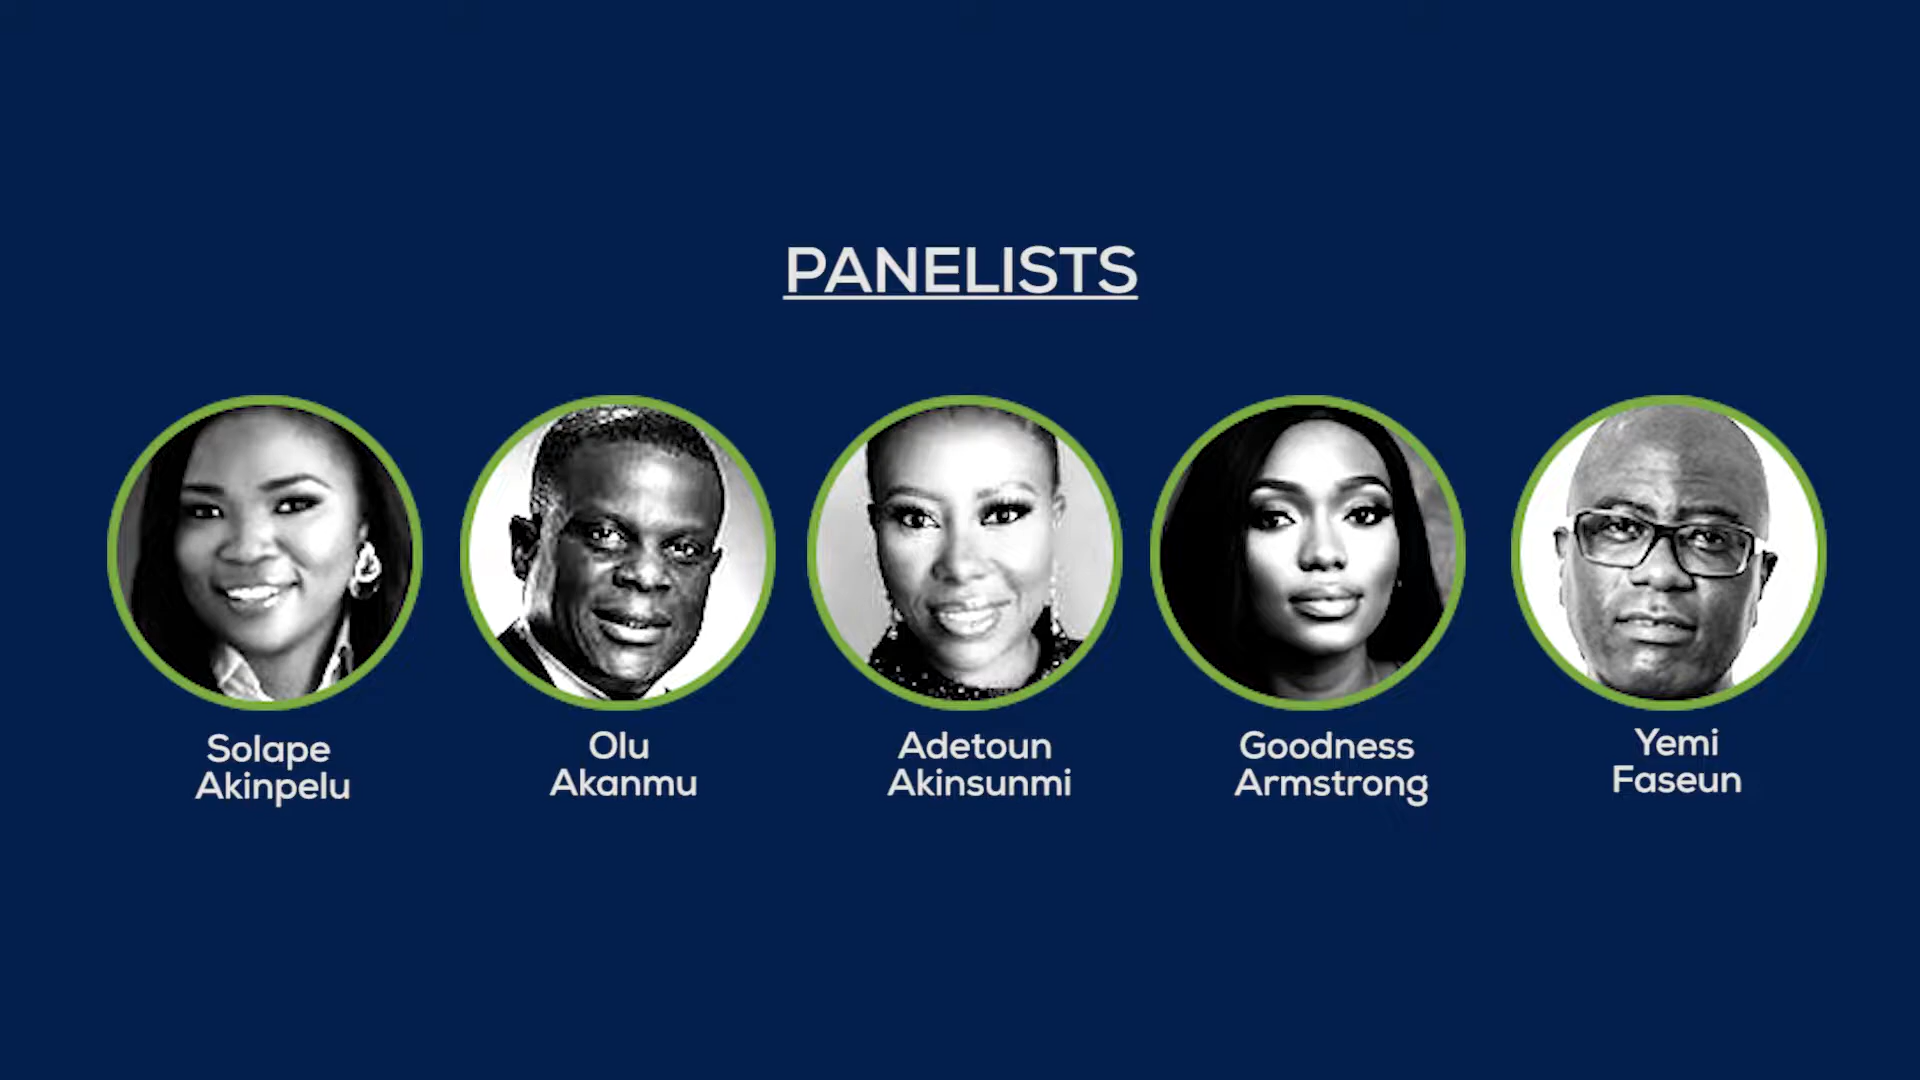 PANELISTS
Solape
Akinpelu
Olu
Akanmu
Adetoun
Akinsunmi
Goodness
Armstrong
Yemi
Faseun